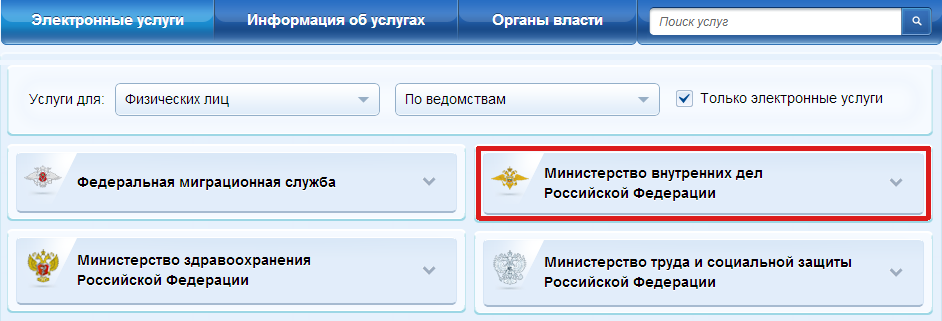 Электронные услуги
Информация об услугах
Органы власти
Поиск услуг
Услуги для:
Физических лиц
По ведомствам
Только электронные услуги
Федеральная миграционная служба
Министерство внутренних дел
Российской Федерации
Министерство здравоохранения
Российской Федерации
Министерство труда и социальной защиты
Российской Федерации